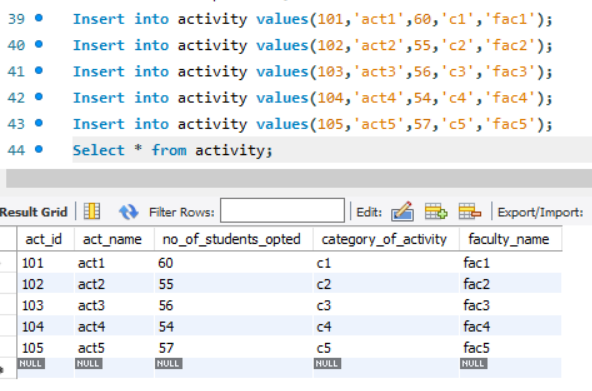 39 Insert into activity values(101,'act1',60,'c1','fac1');
40 Insert into activity values(102,'act2',55,'c2','fac2');
41 Insert into activity values(103,'act3',56,'c3','fac3');
42 Insert into activity values(104,'act4',54,'c4','fac4');
43 Insert into activity values(105,'act5',57,'c5','fac5');
44 Select * from activity;
Result Grid Filter Rows: Edit: Export/Import:
act_id act_name no_of_students_opted category_of_activity faculty_name
101 act1 60 c1 fac1
102 act2 55 c2 fac2
103 act3 56 c3 fac3
104 act4 54 c4 fac4
105 act5 57 c5 fac5
NULL NULL NULL NULL NULL